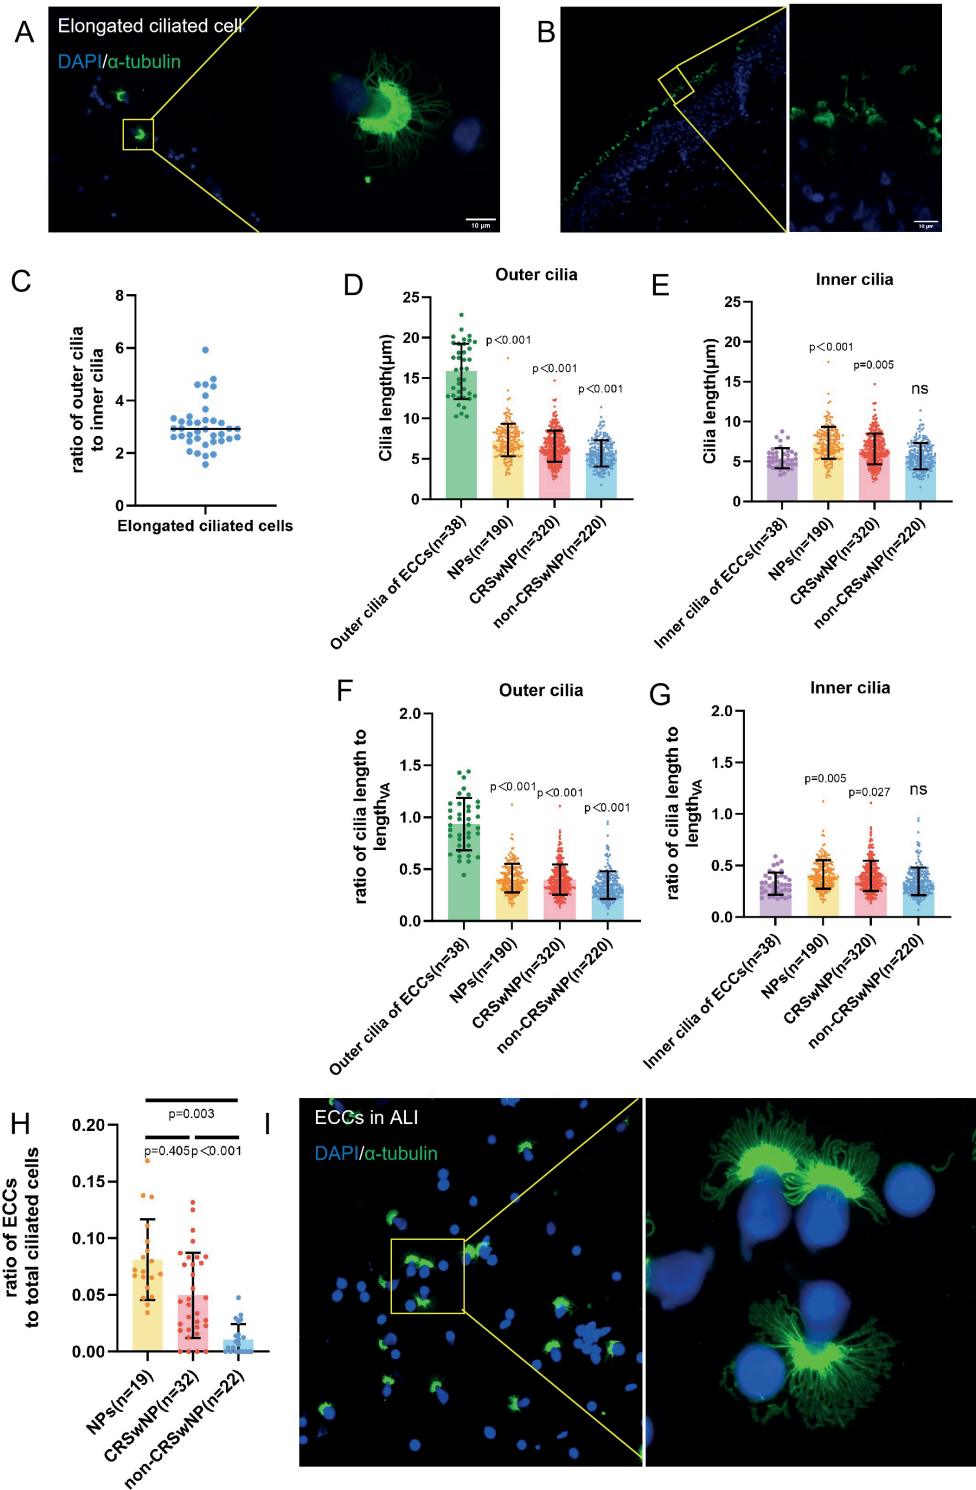 A
Elongated ciliated cell
DAPI/α-tubulin
10 μm
B
10 μm
C
ratio of outer cilia
to inner cilia
8
6
4
2
0
Elongated ciliated cells
D
Outer cilia
Cilia length(μm)
25
20
15
10
5
0
p<0.001
p<0.001
p<0.001
Outer cilia of ECCs(n=38)
NPs(n=190)
CRSwNP(n=320)
non-CRSwNP(n=220)
E
Inner cilia
Cilia length(μm)
25
20
15
10
5
0
p<0.001
p=0.005
ns
Inner cilia of ECCs(n=38)
NPs(n=190)
CRSwNP(n=320)
non-CRSwNP(n=220)
F
Outer cilia
ratio of cilia length to
lengthVA
2.0
1.5
1.0
0.5
0.0
p<0.001
p<0.001
p<0.001
Outer cilia of ECCs(n=38)
NPs(n=190)
CRSwNP(n=320)
non-CRSwNP(n=220)
G
Inner cilia
ratio of cilia length to
lengthVA
2.0
1.5
1.0
0.5
0.0
p=0.005
p=0.027
ns
Inner cilia of ECCs(n=38)
NPs(n=190)
CRSwNP(n=320)
non-CRSwNP(n=220)
H
ratio of ECCs
to total ciliated cells
0.20
0.15
0.10
0.05
0.00
p=0.003
p=0.405
p<0.001
NPs(n=19)
CRSwNP(n=32)
non-CRSwNP(n=22)
I
ECCs in ALI
DAPI/α-tubulin